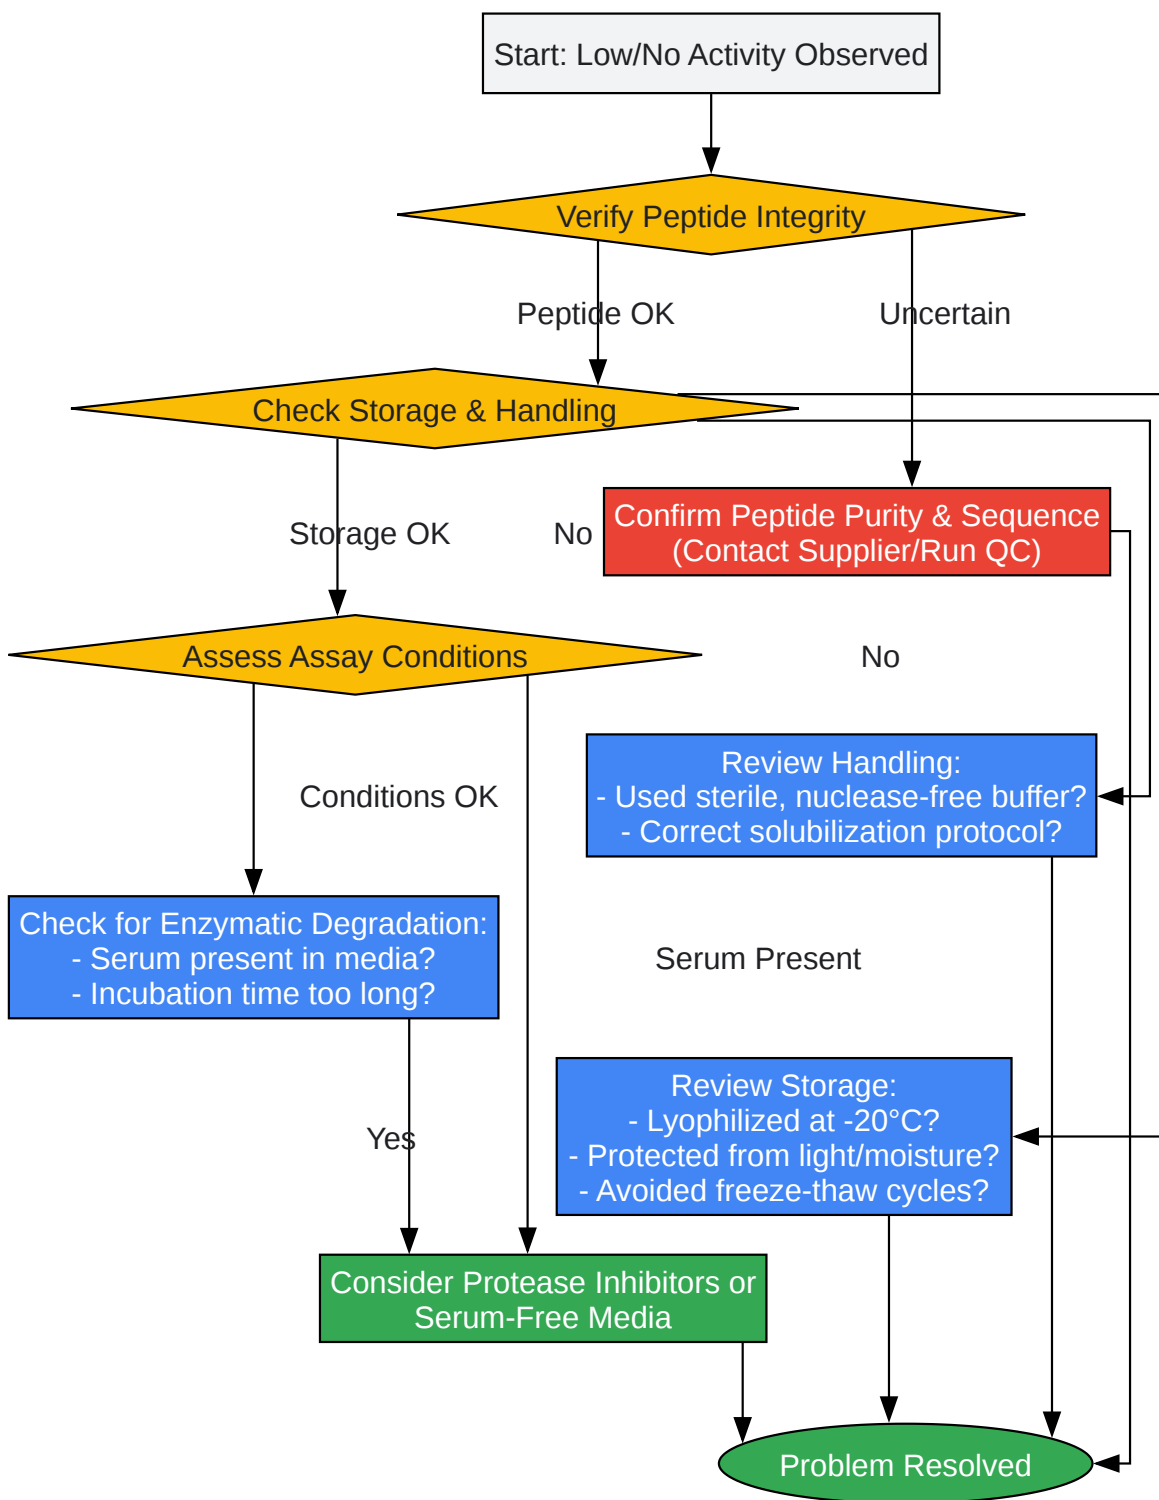 Start: Low/No Activity Observed
Verify Peptide Integrity
Peptide OK
Uncertain
Check Storage & Handling
Storage OK
No
Confirm Peptide Purity & Sequence
(Contact Supplier/Run QC)
Assess Assay Conditions
No
Review Handling:
- Used sterile, nuclease-free buffer?
- Correct solubilization protocol?
Conditions OK
Check for Enzymatic Degradation:
- Serum present in media?
- Incubation time too long?
Serum Present
Review Storage:
- Lyophilized at -20°C?
- Protected from light/moisture?
- Avoided freeze-thaw cycles?
Yes
Consider Protease Inhibitors or
Serum-Free Media
Problem Resolved